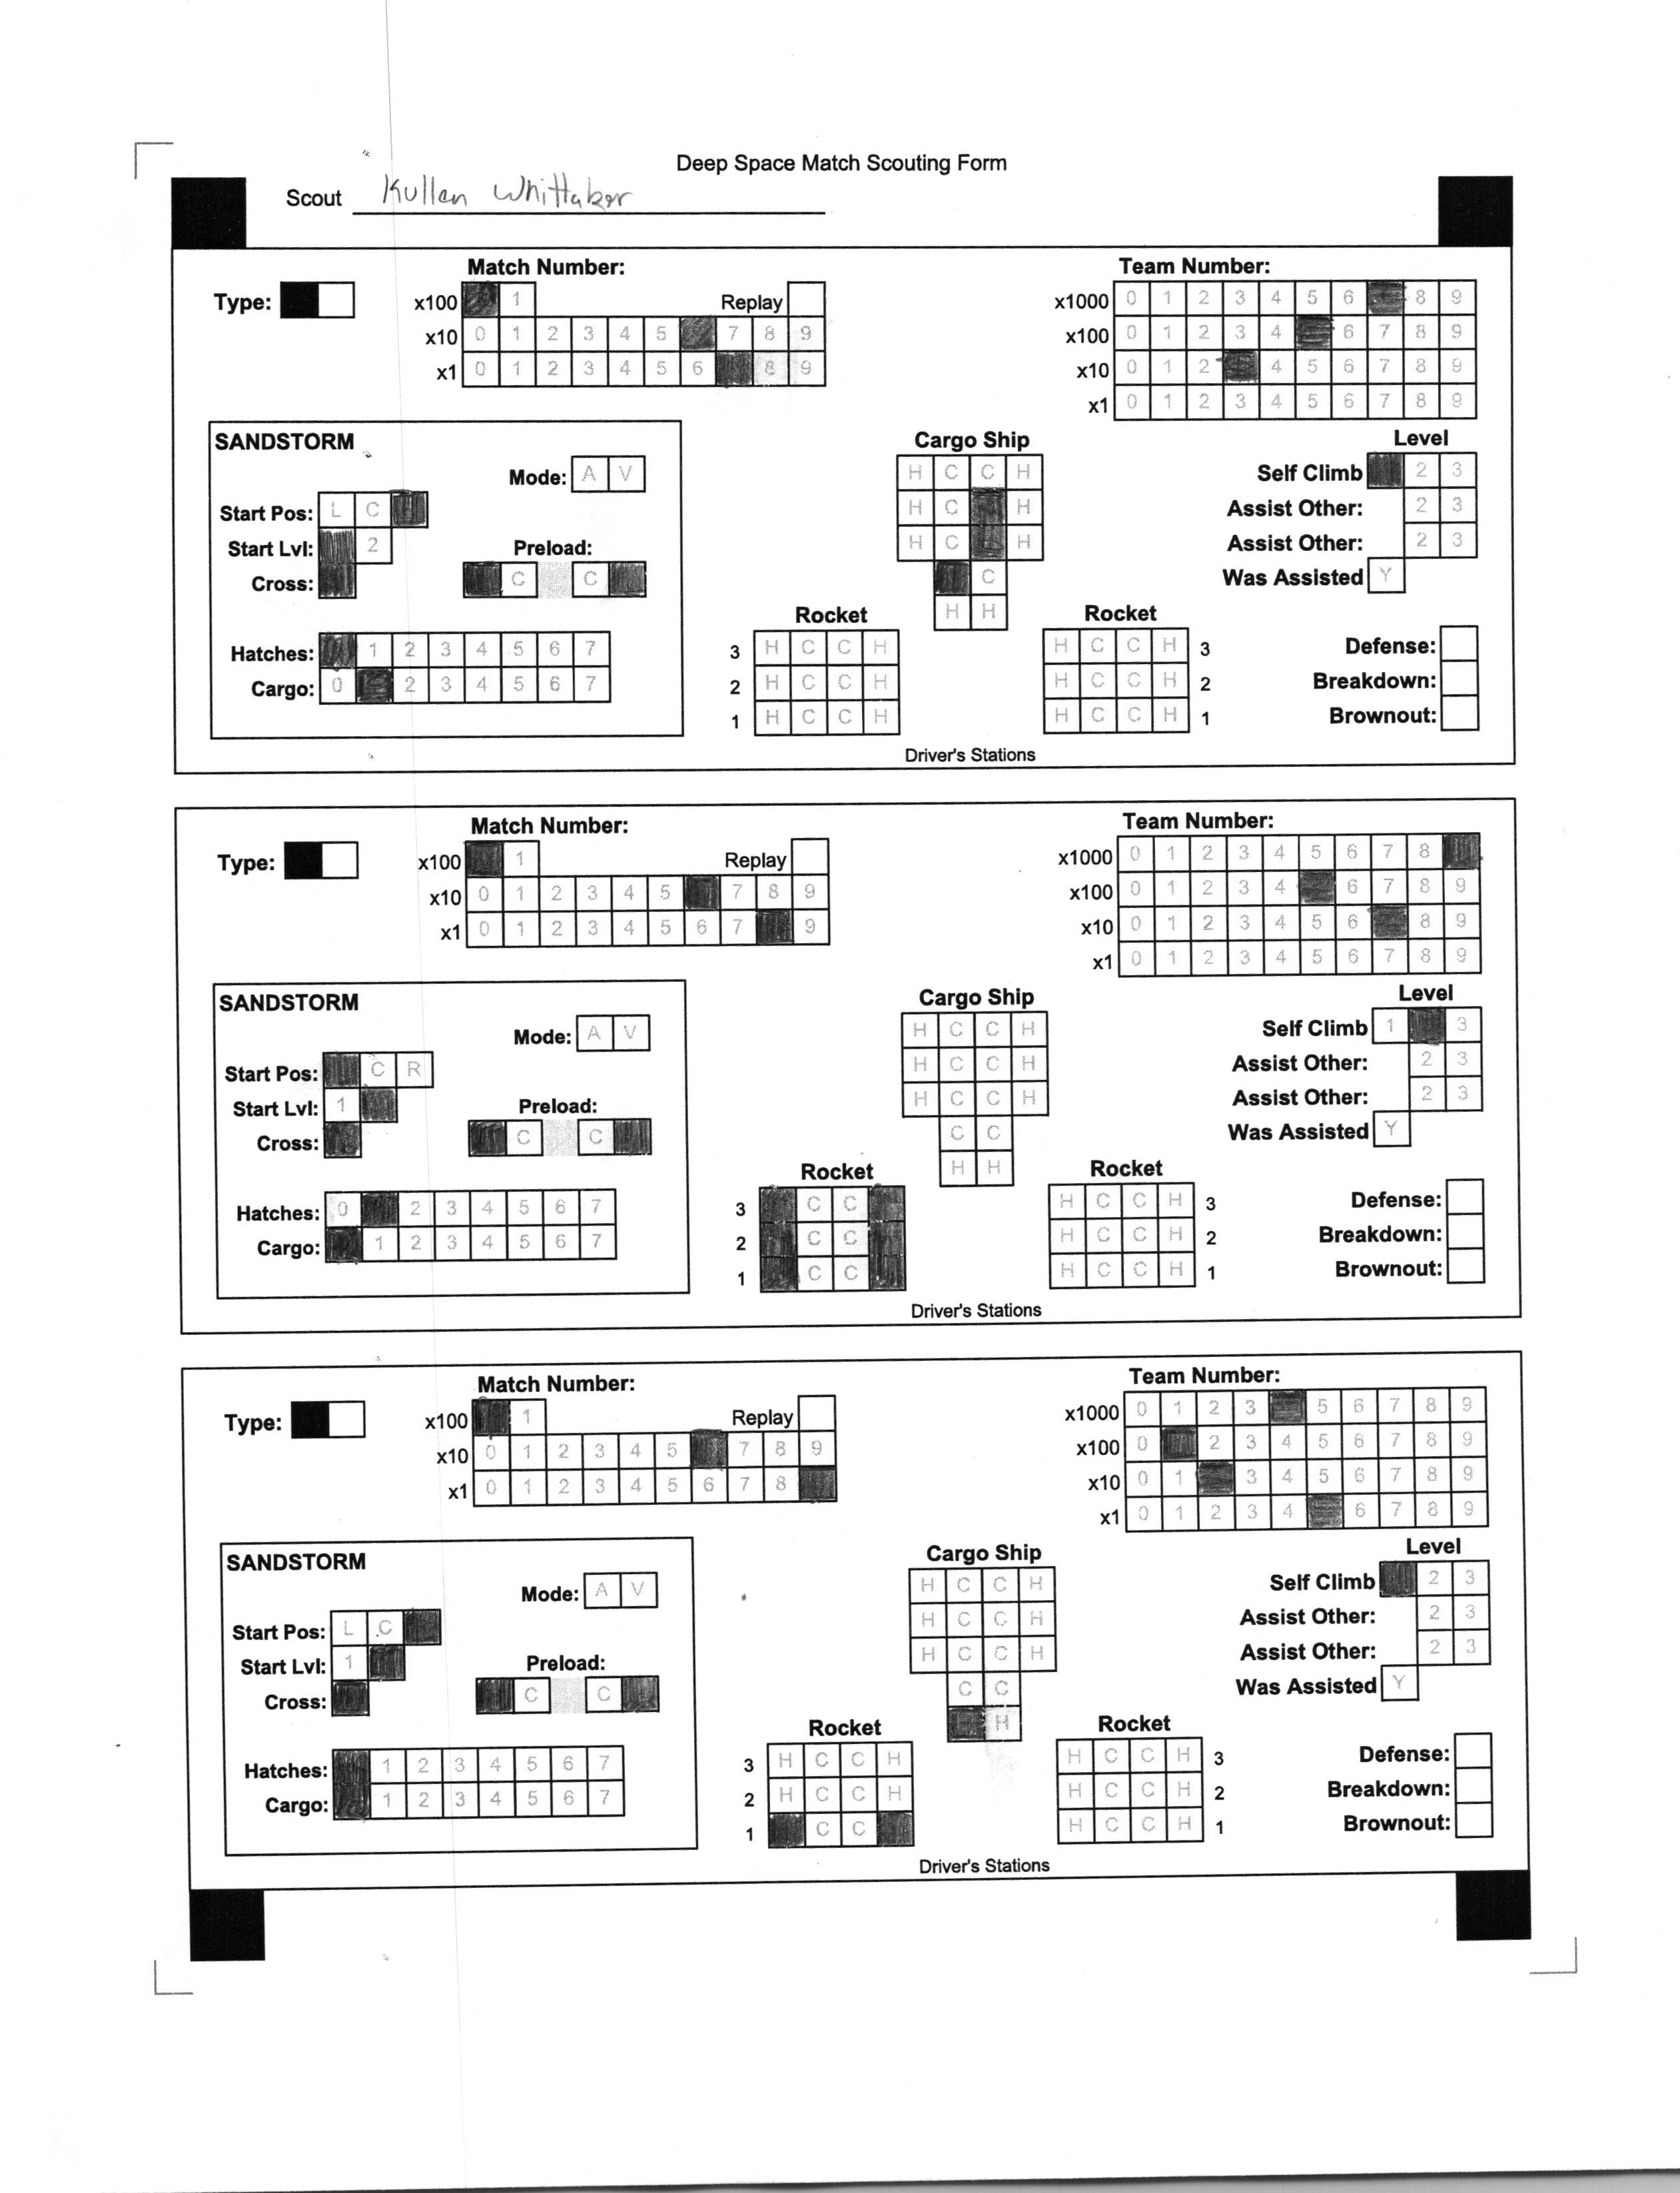 Deep Space Match Scouting Form
Scout Kullen Whittaker
Match Number: Team Number:
Type: x100 1 Replay x1000 0 1 2 3 4 5 6 8 9
x10 0 1 2 3 4 5 7 8 9 x100 0 1 2 3 4 6 7 8 9
x1 0 1 2 3 4 5 6 8 9 x10 0 1 2 4 5 6 7 8 9
x1 0 1 2 3 4 5 6 7 8 9
SANDSTORM Cargo Ship Level
Mode: A V H C C H Self Climb 2 3
Start Pos: L C H C H Assist Other: 2 3
Start Lvl: 2 Preload: H C H Assist Other: 2 3
Cross: C C C Was Assisted Y
Rocket H H Rocket
Hatches: 1 2 3 4 5 6 7 3 H C C H H C C H 3 Defense:
Cargo: 0 2 3 4 5 6 7 2 H C C H H C C H 2 Breakdown:
1 H C C H H C C H 1 Brownout:
Driver's Stations
Match Number: Team Number:
Type: x100 1 Replay x1000 0 1 2 3 4 5 6 7 8
x10 0 1 2 3 4 5 7 8 9 x100 0 1 2 3 4 6 7 8 9
x1 0 1 2 3 4 5 6 7 9 x10 0 1 2 3 4 5 6 8 9
x1 0 1 2 3 4 5 6 7 8 9
SANDSTORM Cargo Ship Level
Mode: A V H C C H Self Climb 1 3
Start Pos: C R H C C H Assist Other: 2 3
Start Lvl: 1 Preload: H C C H Assist Other: 2 3
Cross: C C C C Was Assisted Y
Rocket H H Rocket
Hatches: 0 2 3 4 5 6 7 3 C C H C C H 3 Defense:
Cargo: 1 2 3 4 5 6 7 2 C C H C C H 2 Breakdown:
1 C C H C C H 1 Brownout:
Driver's Stations
Match Number: Team Number:
Type: x100 1 Replay x1000 0 1 2 3 5 6 7 8 9
x10 0 1 2 3 4 5 7 8 9 x100 0 2 3 4 5 6 7 8 9
x1 0 1 2 3 4 5 6 7 8 x10 0 1 3 4 5 6 7 8 9
x1 0 1 2 3 4 6 7 8 9
SANDSTORM Cargo Ship Level
Mode: A V H C C H Self Climb 2 3
Start Pos: L C H C C H Assist Other: 2 3
Start Lvl: 1 Preload: H C C H Assist Other: 2 3
Cross: C C C C Was Assisted Y
Rocket H Rocket
Hatches: 1 2 3 4 5 6 7 3 H C C H H C C H 3 Defense:
Cargo: 1 2 3 4 5 6 7 2 H C C H H C C H 2 Breakdown:
1 C C H C C H 1 Brownout:
Driver's Stations